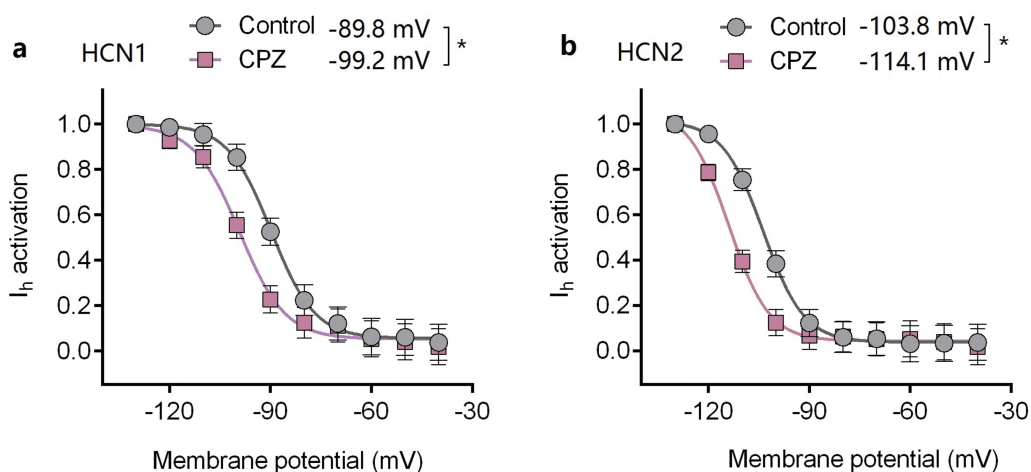 a
HCN1
Control -89.8 mV
CPZ -99.2 mV
*
1.0
0.8
0.6
0.4
0.2
0.0
Ih activation
-120 -90 -60 -30
Membrane potential (mV)
b
HCN2
Control -103.8 mV
CPZ -114.1 mV
*
1.0
0.8
0.6
0.4
0.2
0.0
Ih activation
-120 -90 -60 -30
Membrane potential (mV)